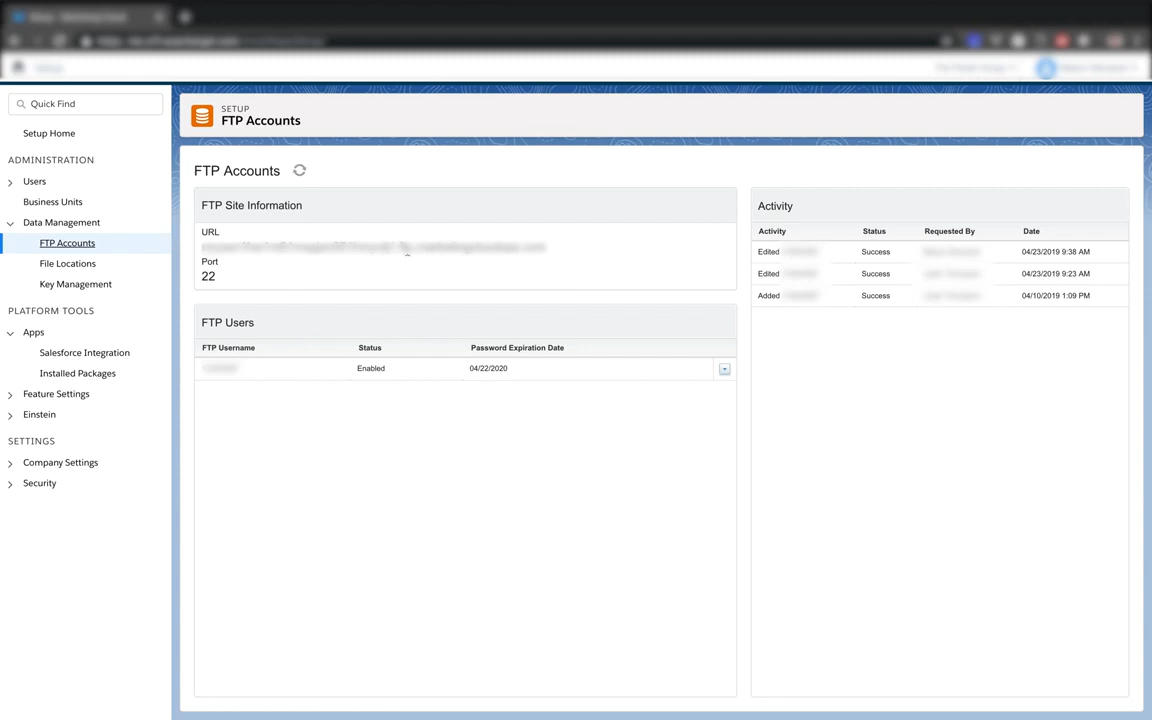 Quick Find
Setup Home
ADMINISTRATION
Users
Business Units
Data Management
FTP Accounts
File Locations
Key Management
PLATFORM TOOLS
Apps
Salesforce Integration
Installed Packages
Feature Settings
Einstein
SETTINGS
Company Settings
Security
SETUP
FTP Accounts
FTP Accounts
FTP Site Information
URL
Port
22
FTP Users
FTP Username Status Password Expiration Date
Enabled 04/22/2020
Activity
Activity Status Requested By Date
Edited Success 04/23/2019 9:38 AM
Edited Success 04/23/2019 9:23 AM
Added Success 04/10/2019 1:09 PM